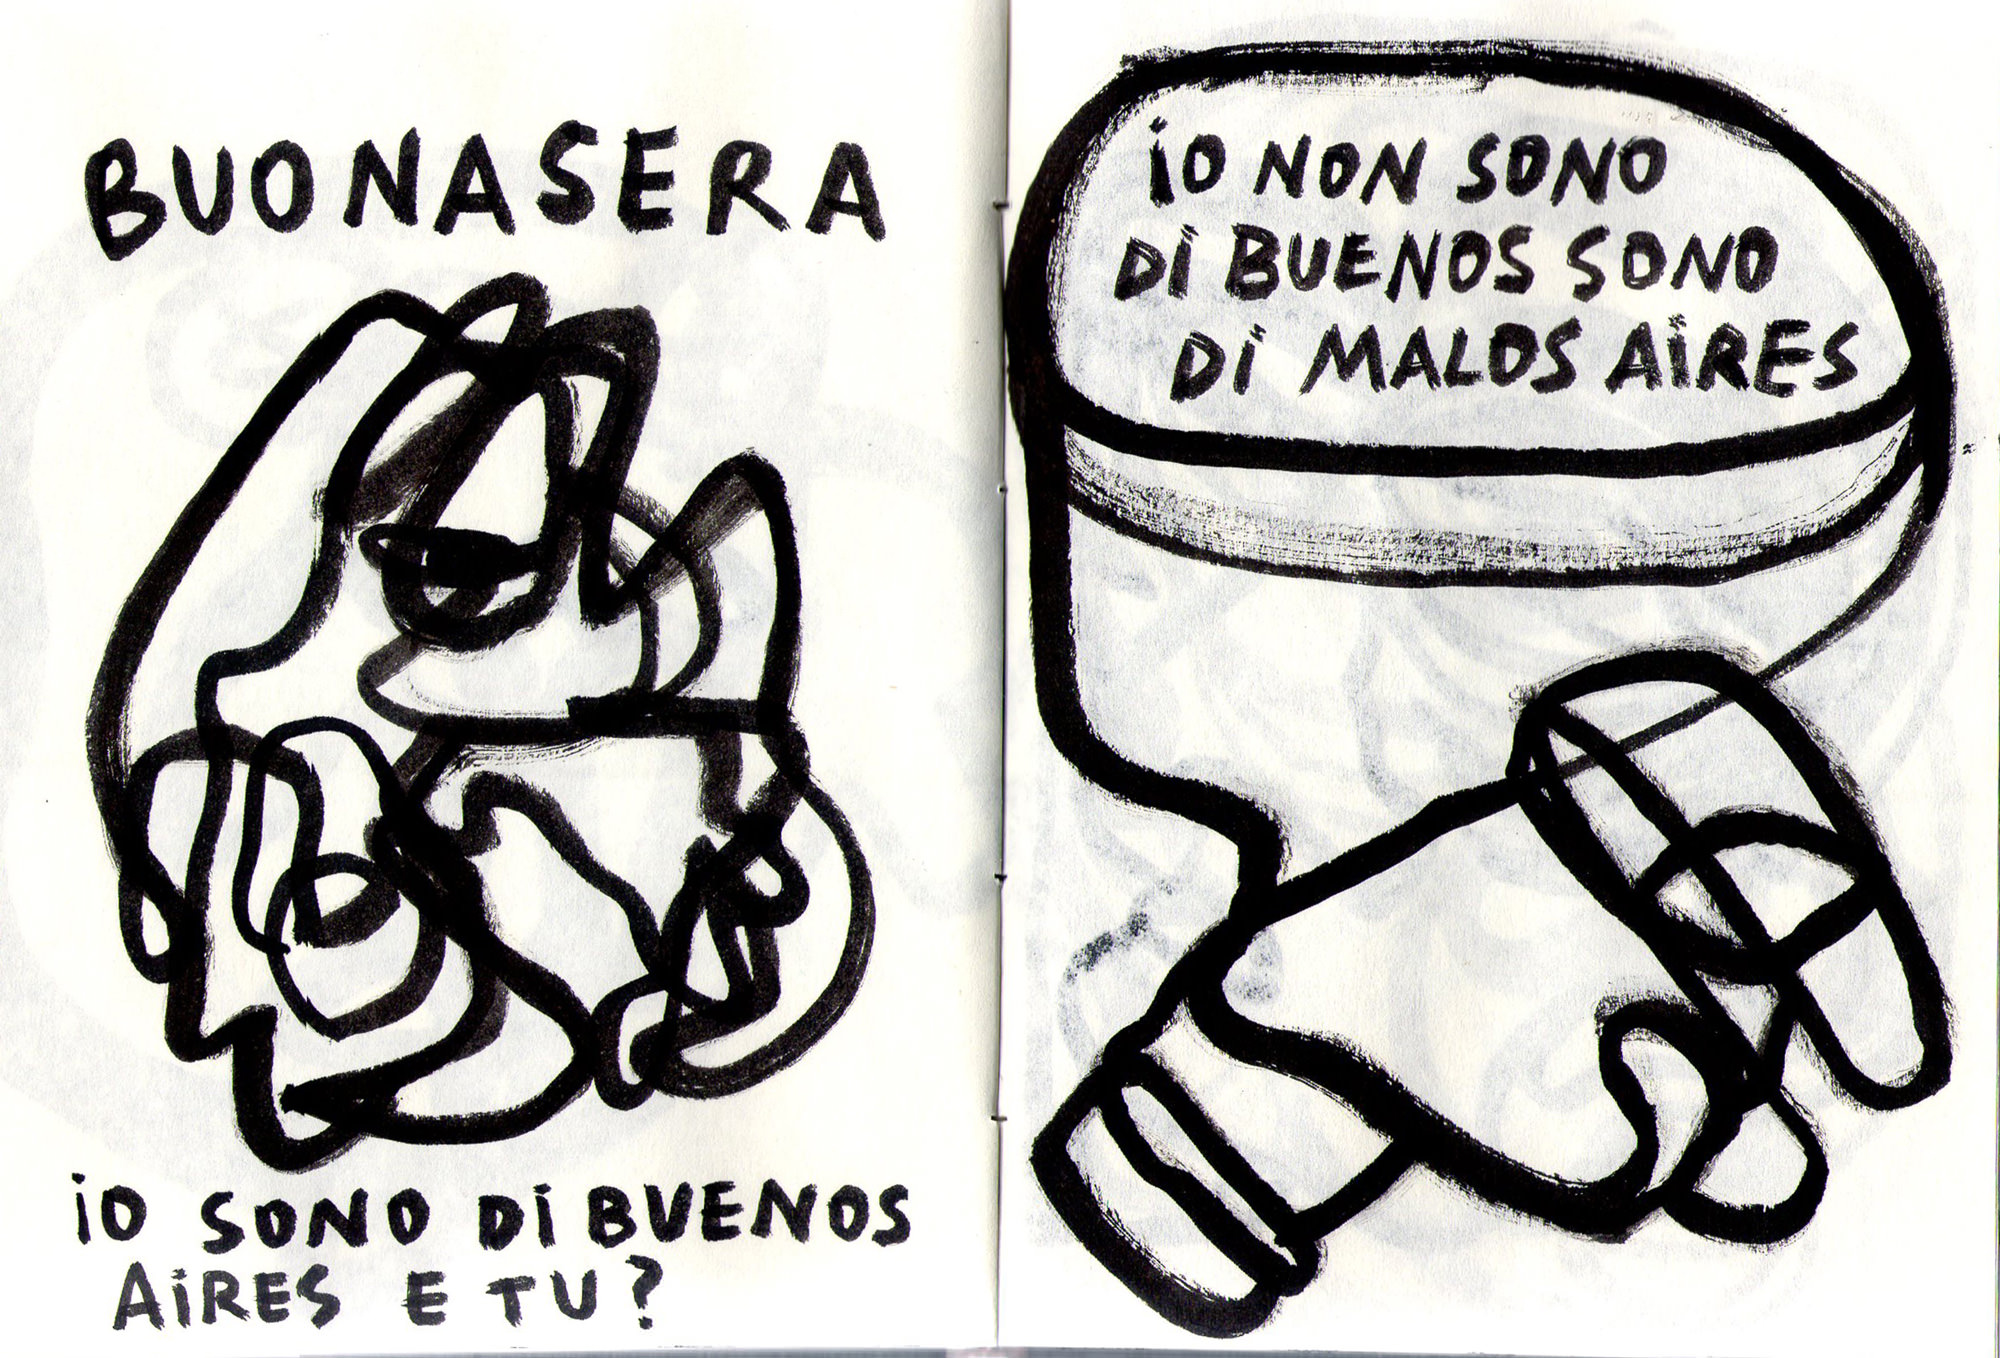 BUONASERA
iO SONO Di BUENOS
AiRES E TU?
iO NON SONO
Di BUENOS SONO
Di MALOS AiRES